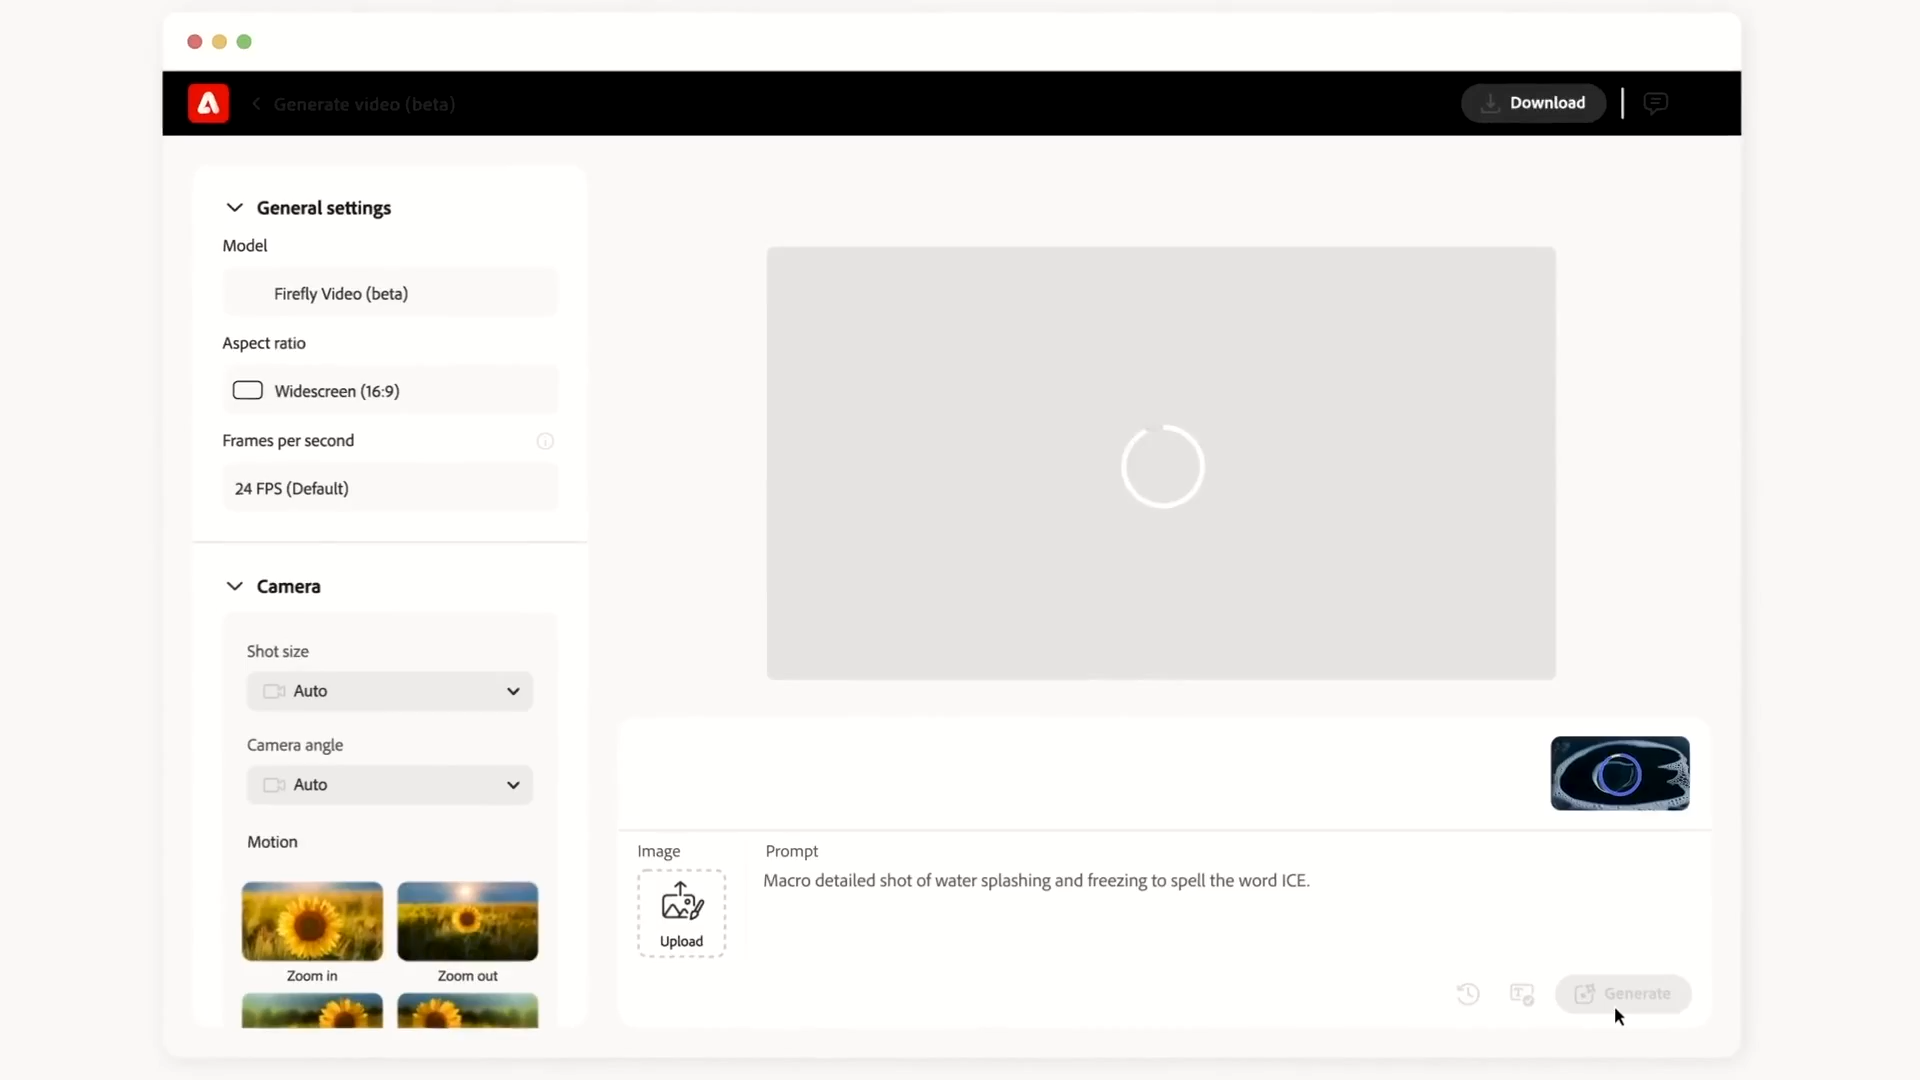 Generate video (beta)
Download
General settings
Model
Firefly Video (beta)
Aspect ratio
Widescreen (16:9)
Frames per second
24 FPS (Default)
Camera
Shot size
Auto
Camera angle
Auto
Motion
Zoom in
Zoom out
Image
Upload
Prompt
Macro detailed shot of water splashing and freezing to spell the word ICE.
Generate